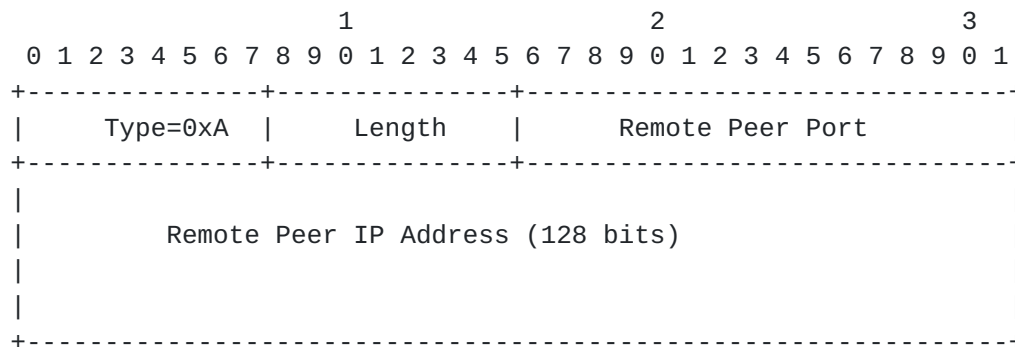 1                   2                   3
 0 1 2 3 4 5 6 7 8 9 0 1 2 3 4 5 6 7 8 9 0 1 2 3 4 5 6 7 8 9 0 1
+---------------+---------------+-------------------------------+
|     Type=0xA  |     Length    |      Remote Peer Port
+---------------+---------------+-------------------------------+
|
|         Remote Peer IP Address (128 bits)
|
|
+---------------------------------------------------------------+